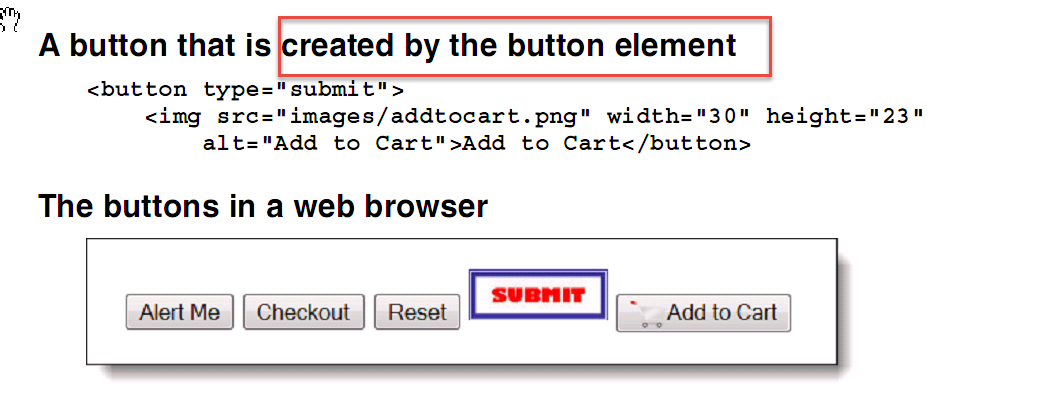 A button that is created by the button element
<button type="submit">
<img src="images/addtocart.png" width="30" height="23"
alt="Add to Cart">Add to Cart</button>
The buttons in a web browser
Alert Me Checkout Reset SUBMIT Add to Cart